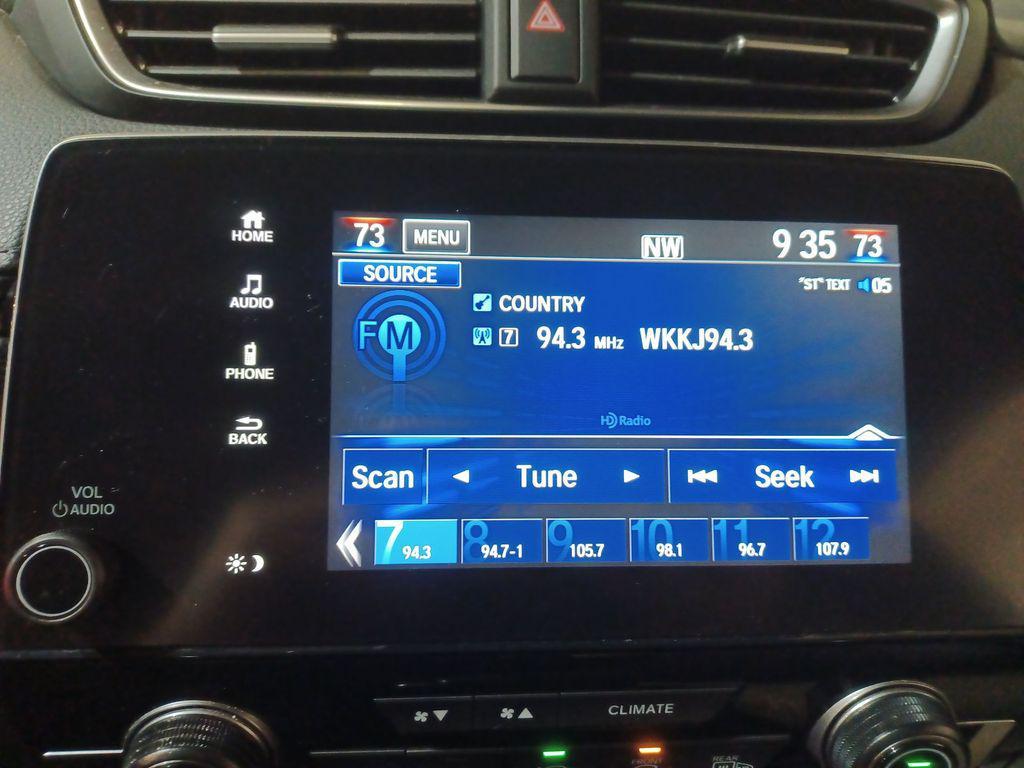 73 MENU NW 9 35 73
HOME
SOURCE
"ST" TEXT 05
AUDIO
COUNTRY
FM 7 94.3 MHz WKKJ94.3
PHONE
BACK
HD Radio
Scan Tune Seek
VOL
AUDIO
7 94.3 8 94.7-1 9 105.7 10 98.1 11 96.7 12 107.9
CLIMATE
FRONT REAR